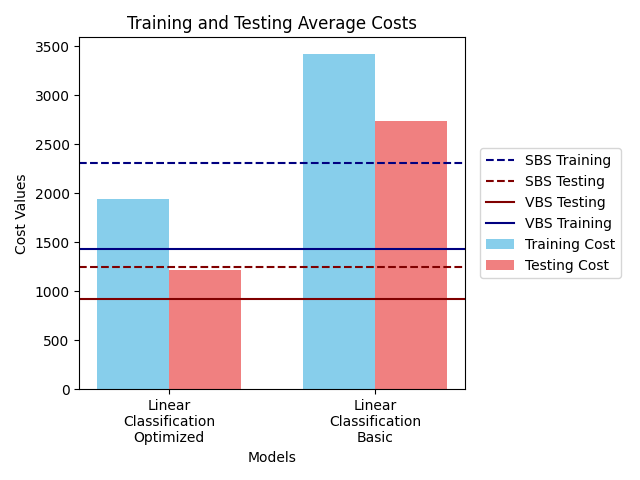 Training and Testing Average Costs
3500
3000
2500
2000
1500
1000
500
0
Cost Values
Linear
Classification
Optimized
Linear
Classification
Basic
Models
SBS Training
SBS Testing
VBS Testing
VBS Training
Training Cost
Testing Cost